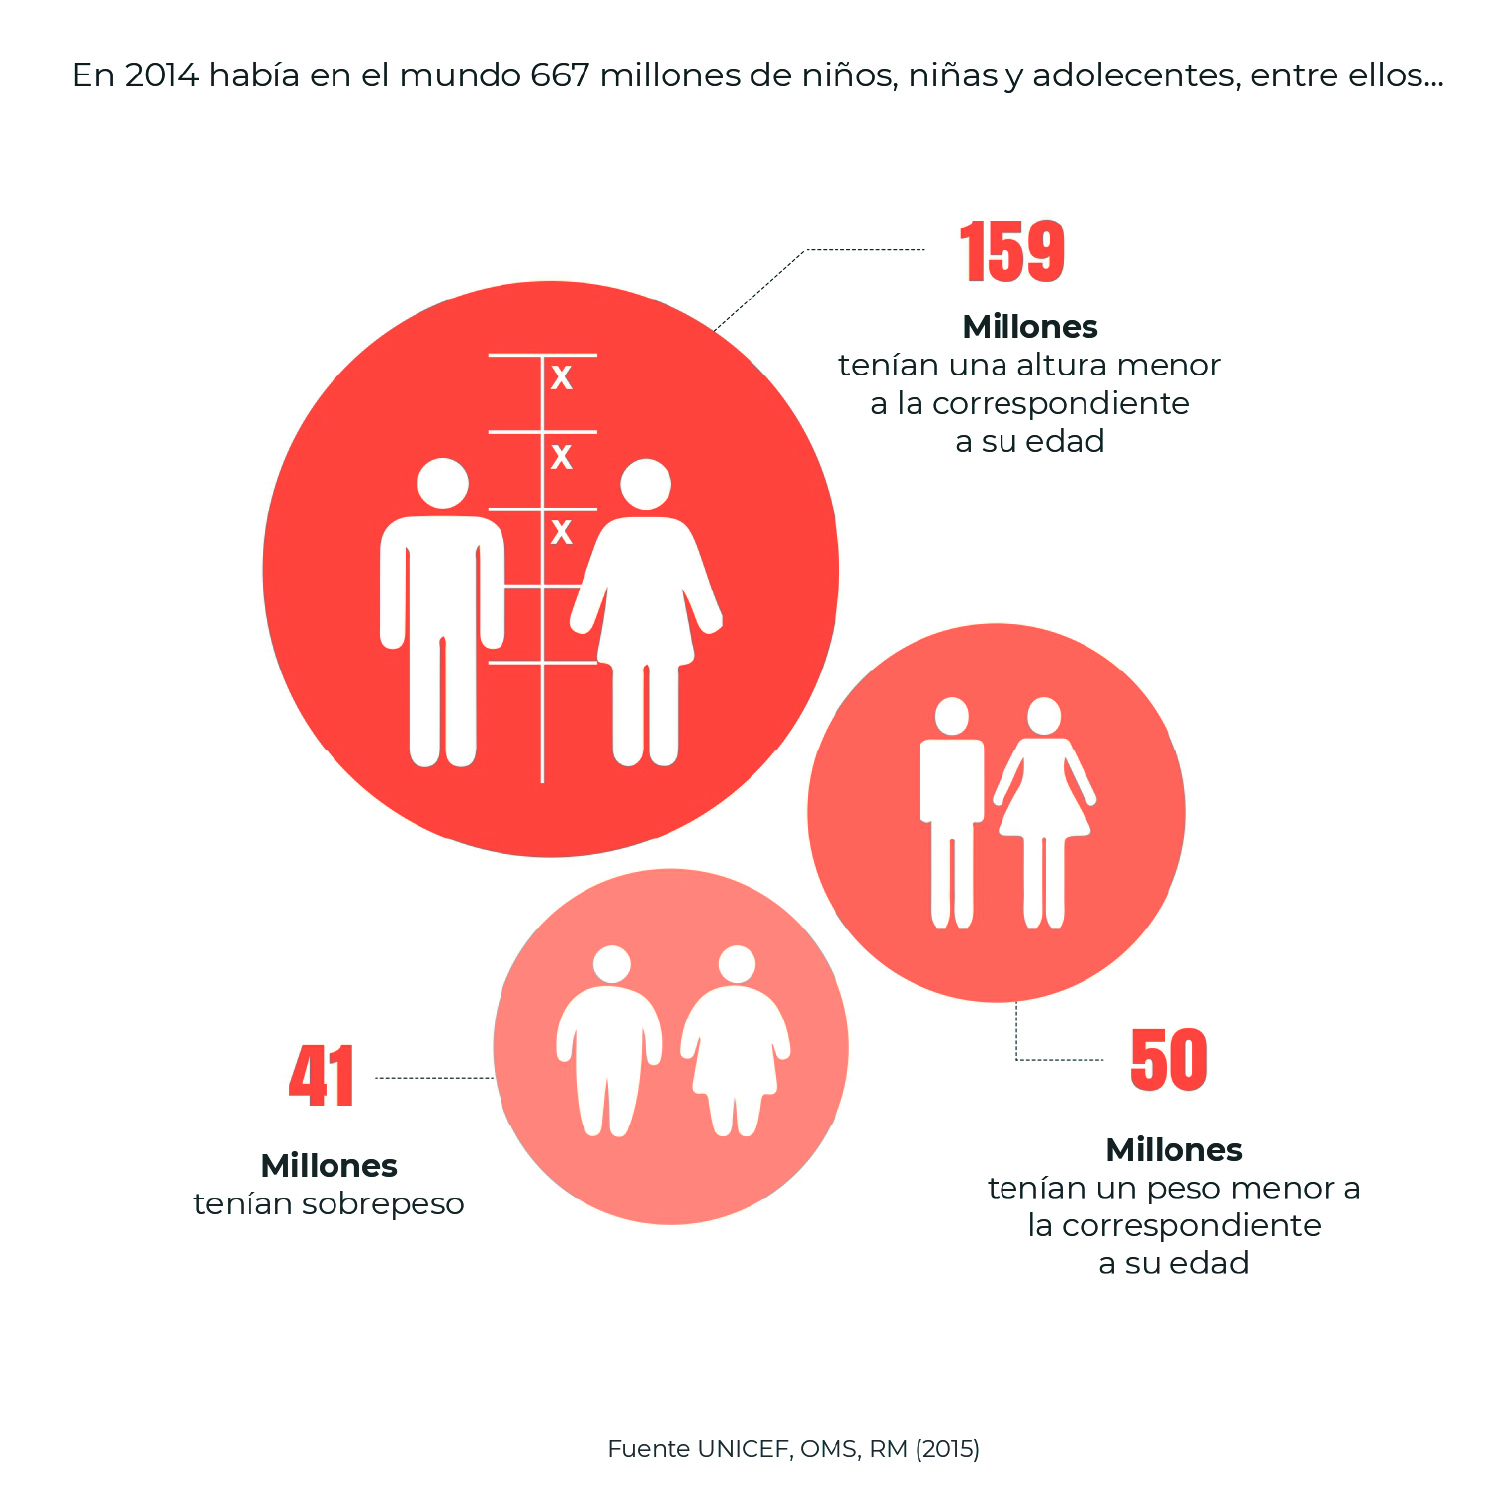 En 2014 había en el mundo 667 millones de niños, niñas y adolecentes, entre ellos...
159
Millones
tenían una altura menor
a la correspondiente
a su edad
X
X
X
41
Millones
tenían sobrepeso
50
Millones
tenían un peso menor a
la correspondiente
a su edad
Fuente UNICEF, OMS, RM (2015)